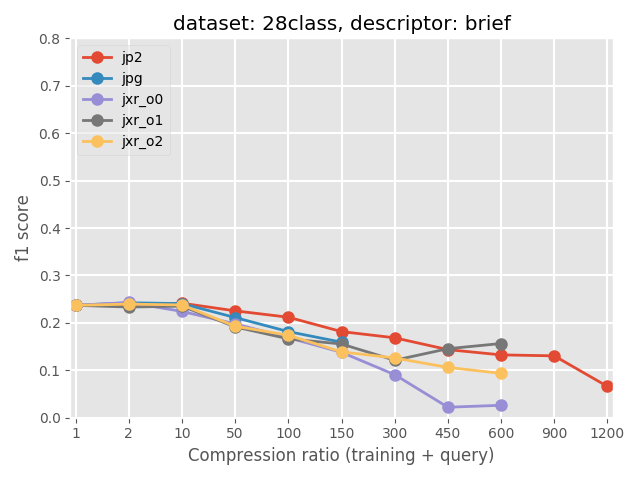 dataset: 28class, descriptor: brief
jp2
jpg
jxr_o0
jxr_o1
jxr_o2
f1 score
0.8
0.7
0.6
0.5
0.4
0.3
0.2
0.1
0.0
1 2 10 50 100 150 300 450 600 900 1200
Compression ratio (training + query)